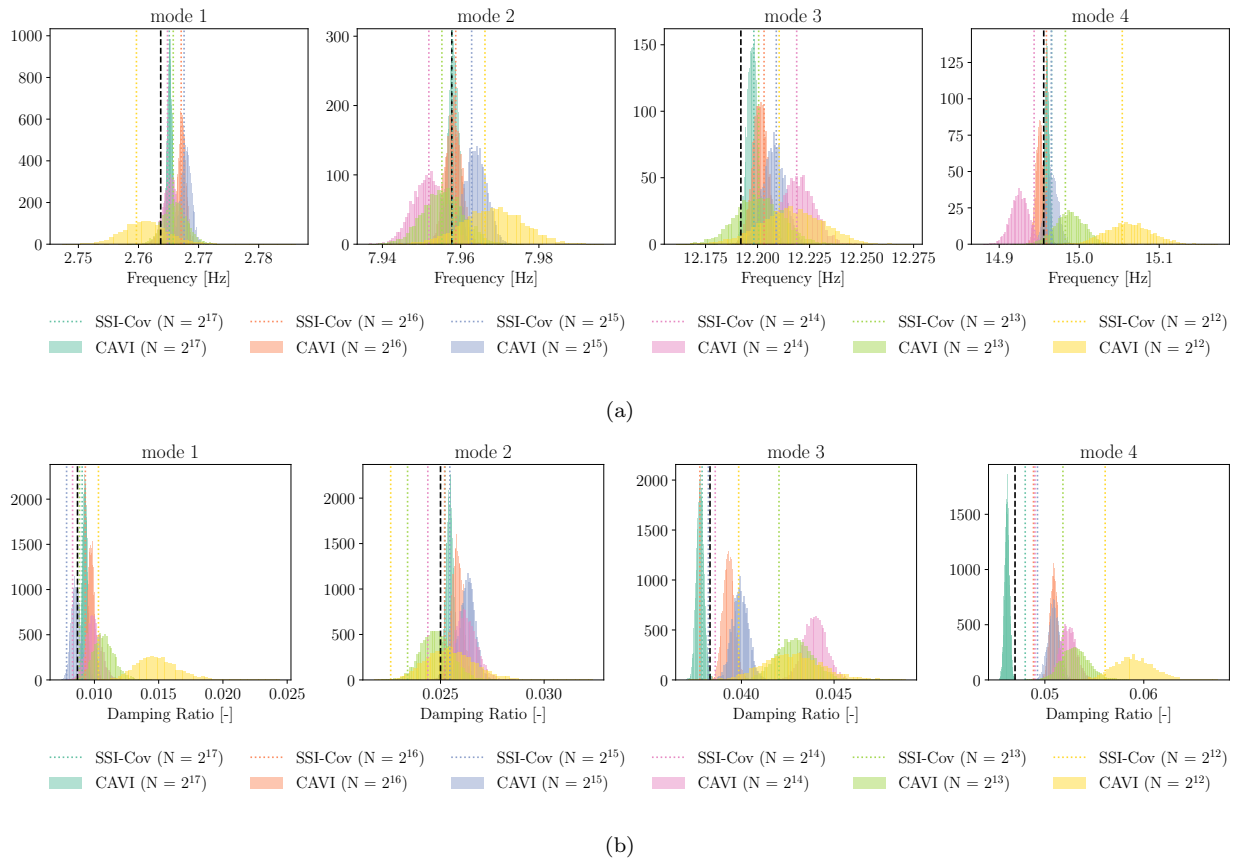 mode 1 mode 2 mode 3 mode 4
1000 300 150 125
800 200 100 100
600 100 50 75
400 0 0 50
200 25
0 0
2.75 2.76 2.77 2.78 7.94 7.96 7.98 12.175 12.200 12.225 12.250 12.275 14.9 15.0 15.1
Frequency [Hz] Frequency [Hz] Frequency [Hz] Frequency [Hz]
SSI-Cov (N = 2^17) SSI-Cov (N = 2^16) SSI-Cov (N = 2^15) SSI-Cov (N = 2^14) SSI-Cov (N = 2^13) SSI-Cov (N = 2^12)
CAVI (N = 2^17) CAVI (N = 2^16) CAVI (N = 2^15) CAVI (N = 2^14) CAVI (N = 2^13) CAVI (N = 2^12)
(a)
mode 1 mode 2 mode 3 mode 4
2000 2000 2000 1500
1500 1500 1500 1000
1000 1000 1000 500
500 500 500 0
0 0 0
0.010 0.015 0.020 0.025 0.025 0.030 0.040 0.045 0.05 0.06
Damping Ratio [-] Damping Ratio [-] Damping Ratio [-] Damping Ratio [-]
SSI-Cov (N = 2^17) SSI-Cov (N = 2^16) SSI-Cov (N = 2^15) SSI-Cov (N = 2^14) SSI-Cov (N = 2^13) SSI-Cov (N = 2^12)
CAVI (N = 2^17) CAVI (N = 2^16) CAVI (N = 2^15) CAVI (N = 2^14) CAVI (N = 2^13) CAVI (N = 2^12)
(b)